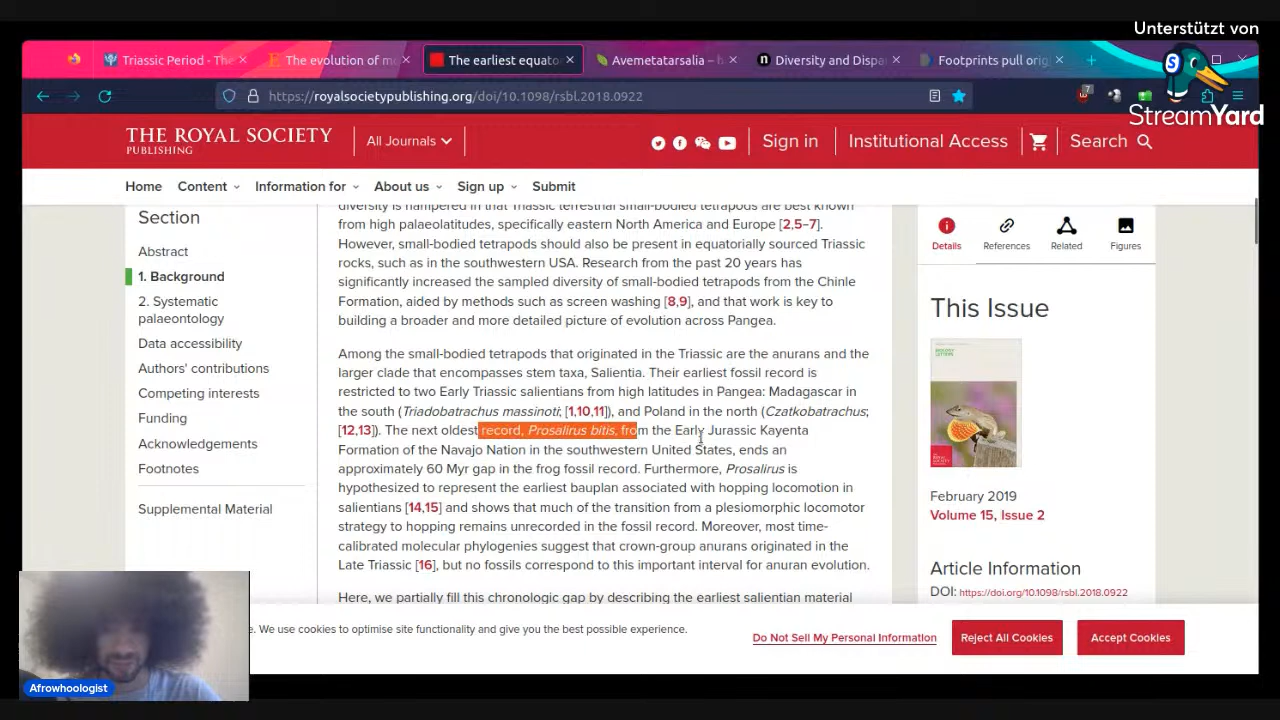 Unterstützt von
StreamYard
Triassic Period - The
The evolution of m
The earliest equato
Avemetatarsalia – b
Diversity and Dispa
Footprints pull orig
https://royalsocietypublishing.org/doi/10.1098/rsbl.2018.0922
7
THE ROYAL SOCIETY
PUBLISHING
All Journals
Sign in
Institutional Access
Search
Home
Content
Information for
About us
Sign up
Submit
Section
Abstract
1. Background
2. Systematic
palaeontology
Data accessibility
Authors' contributions
Competing interests
Funding
Acknowledgements
Footnotes
Supplemental Material
diversity is hampered in that Triassic terrestrial small-bodied tetrapods are best known
from high palaeolatitudes, specifically eastern North America and Europe [2,5–7].
However, small-bodied tetrapods should also be present in equatorially sourced Triassic
rocks, such as in the southwestern USA. Research from the past 20 years has
significantly increased the sampled diversity of small-bodied tetrapods from the Chinle
Formation, aided by methods such as screen washing [8,9], and that work is key to
building a broader and more detailed picture of evolution across Pangea.
Among the small-bodied tetrapods that originated in the Triassic are the anurans and the
larger clade that encompasses stem taxa, Salientia. Their earliest fossil record is
restricted to two Early Triassic salientians from high latitudes in Pangea: Madagascar in
the south (Triadobatrachus massinoti; [1,10,11]), and Poland in the north (Czatkobatrachus;
[12,13]). The next oldest record, Prosalirus bitis, from the Early Jurassic Kayenta
Formation of the Navajo Nation in the southwestern United States, ends an
approximately 60 Myr gap in the frog fossil record. Furthermore, Prosalirus is
hypothesized to represent the earliest bauplan associated with hopping locomotion in
salientians [14,15] and shows that much of the transition from a plesiomorphic locomotor
strategy to hopping remains unrecorded in the fossil record. Moreover, most time-
calibrated molecular phylogenies suggest that crown-group anurans originated in the
Late Triassic [16], but no fossils correspond to this important interval for anuran evolution.
Here, we partially fill this chronologic gap by describing the earliest salientian material
Details
References
Related
Figures
This Issue
February 2019
Volume 15, Issue 2
Article Information
DOI: https://doi.org/10.1098/rsbl.2018.0922
e. We use cookies to optimise site functionality and give you the best possible experience.
Do Not Sell My Personal Information
Reject All Cookies
Accept Cookies
Afrowhoologist